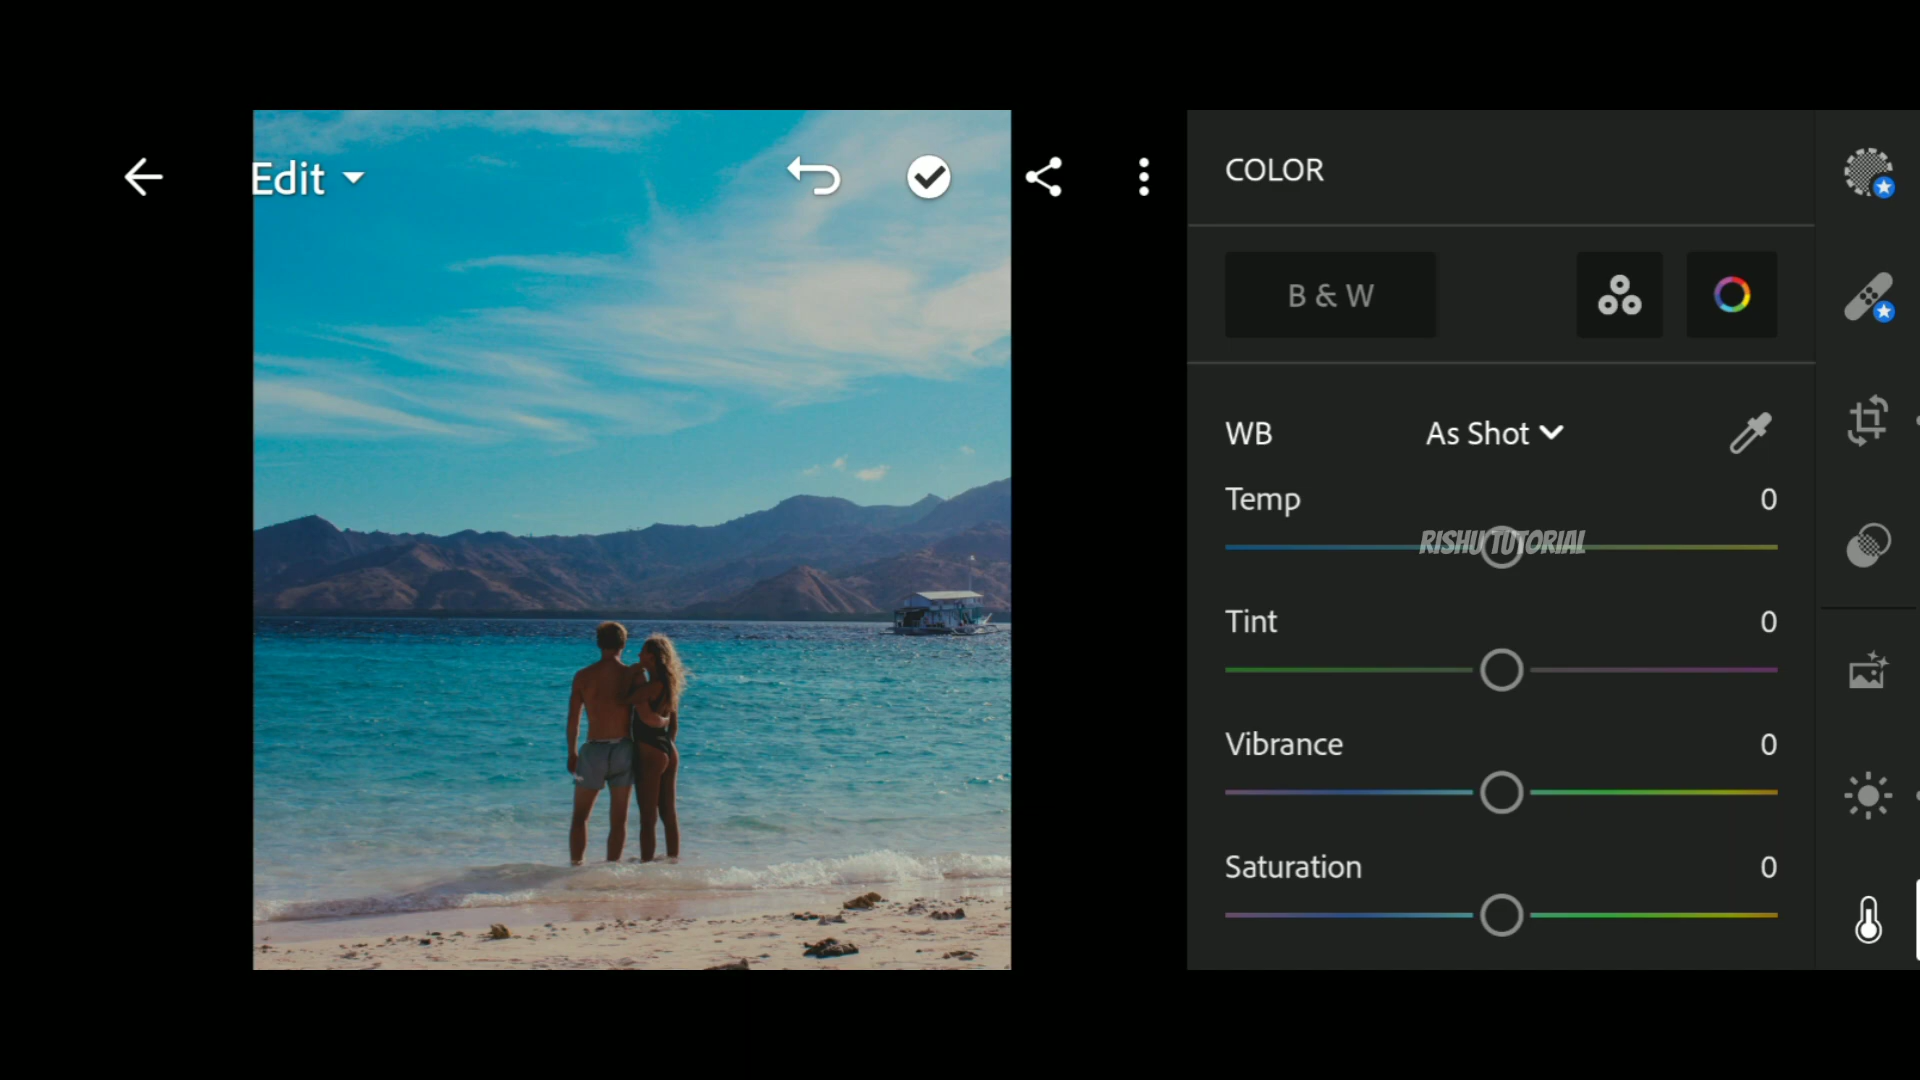 Edit
COLOR
B & W
WB As Shot
Temp 0
RISHU TUTORIAL
Tint 0
Vibrance 0
Saturation 0